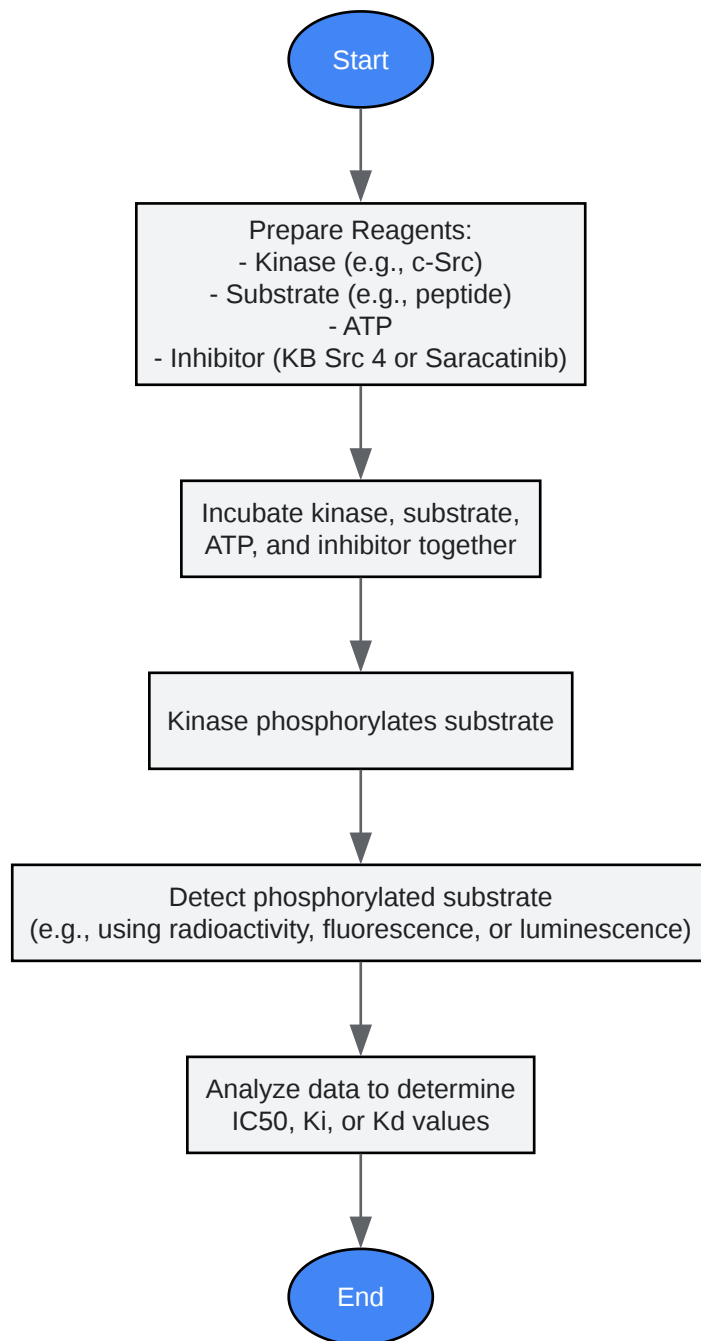 Start
Prepare Reagents:
- Kinase (e.g., c-Src)
- Substrate (e.g., peptide)
- ATP
- Inhibitor (KB Src 4 or Saracatinib)
Incubate kinase, substrate,
ATP, and inhibitor together
Kinase phosphorylates substrate
Detect phosphorylated substrate
(e.g., using radioactivity, fluorescence, or luminescence)
Analyze data to determine
IC50, Ki, or Kd values
End